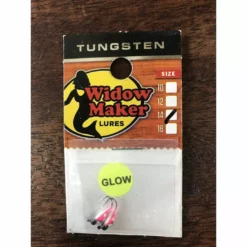 TUNGSTEN
Widow
Maker
LURES
SIZE
10
12
14
16
GLOW